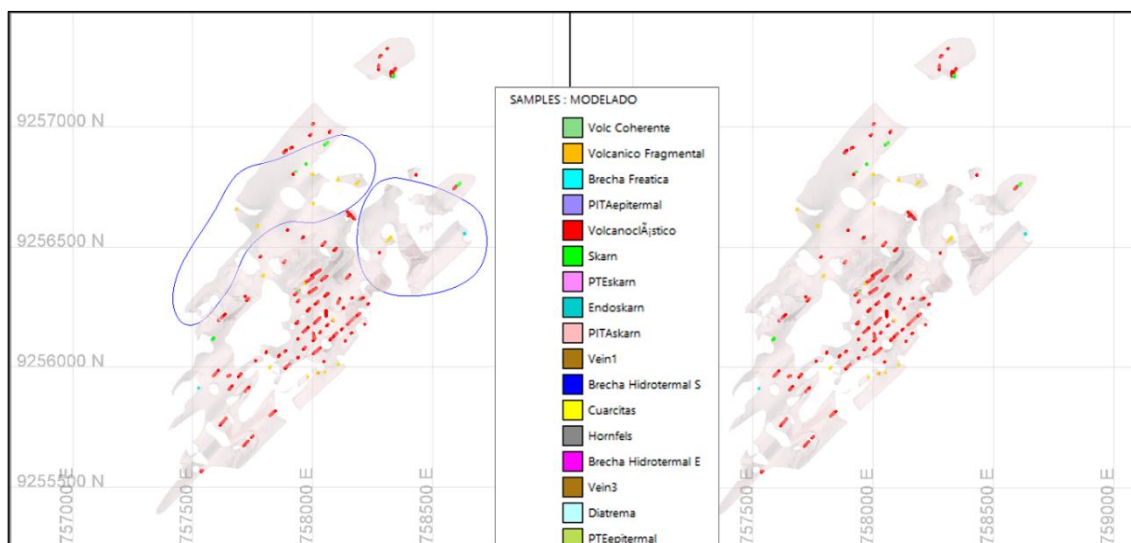 SAMPLES : MODELADO
Volc Coherente
Volcanico Fragmental
Brecha Freatica
PITAepitermal
VolcanoclÃ¡stico
Skarn
PTEskarn
Endoskarn
PITAskarn
Vein1
Brecha Hidrotermal S
Cuarcitas
Hornfels
Brecha Hidrotermal E
Vein3
Diatrema
PTEepitermal
9257000 N
9256500 N
9256000 N
9255500 N
757000 E
757500 E
758000 E
758500 E
757500 E
758000 E
758500 E
759000 E